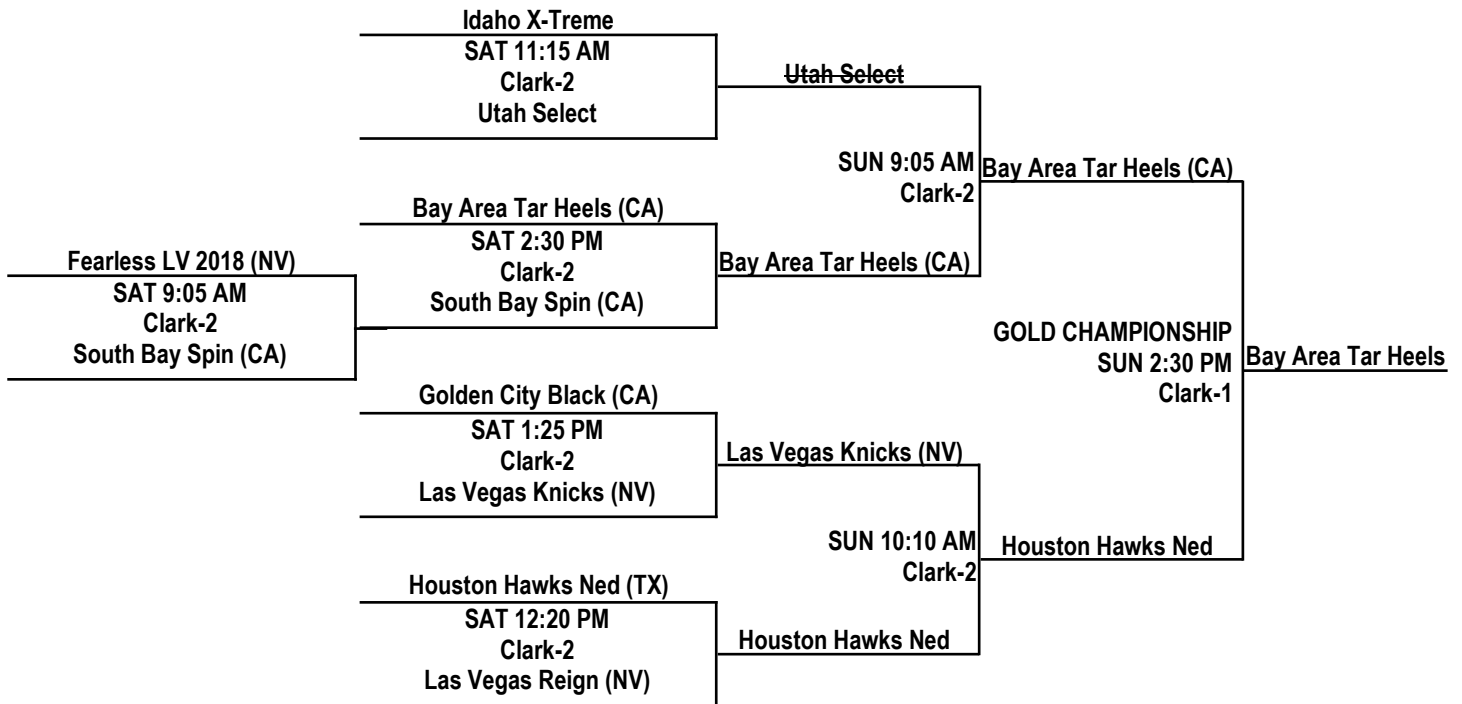 Idaho X-Treme
SAT 11:15 AM
Clark-2
Utah Select
Utah Select
SUN 9:05 AM
Clark-2
Bay Area Tar Heels (CA)
Bay Area Tar Heels (CA)
SAT 2:30 PM
Clark-2
South Bay Spin (CA)
Bay Area Tar Heels (CA)
Fearless LV 2018 (NV)
SAT 9:05 AM
Clark-2
South Bay Spin (CA)
GOLD CHAMPIONSHIP
SUN 2:30 PM
Clark-1
Bay Area Tar Heels
Golden City Black (CA)
SAT 1:25 PM
Clark-2
Las Vegas Knicks (NV)
Las Vegas Knicks (NV)
SUN 10:10 AM
Clark-2
Houston Hawks Ned
Houston Hawks Ned (TX)
SAT 12:20 PM
Clark-2
Las Vegas Reign (NV)
Houston Hawks Ned